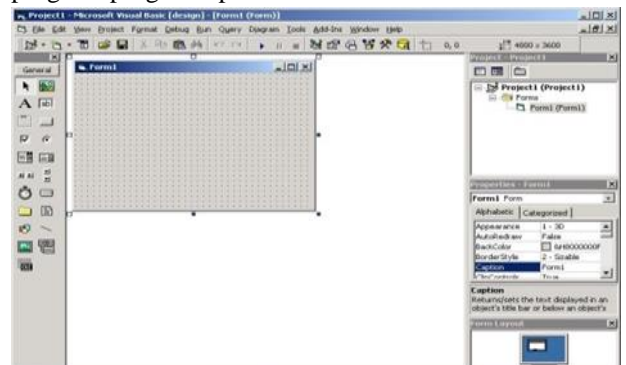 Project1 - Microsoft Visual Basic [design] - [Form1 (Form)]
File Edit View Project Format Debug Run Query Diagram Tools Add-Ins Window Help
0, 0
4800 x 3600
General
Form1
Project - Project1
Project1 (Project1)
Forms
Form1 (Form1)
Properties - Form1
Form1 Form
Alphabetic Categorized
Appearance 1 - 3D
AutoRedraw False
BackColor &H8000000F
BorderStyle 2 - Sizable
Caption Form1
ClipControls True
Caption
Returns/sets the text displayed in an
object's title bar or below an object's
Form Layout